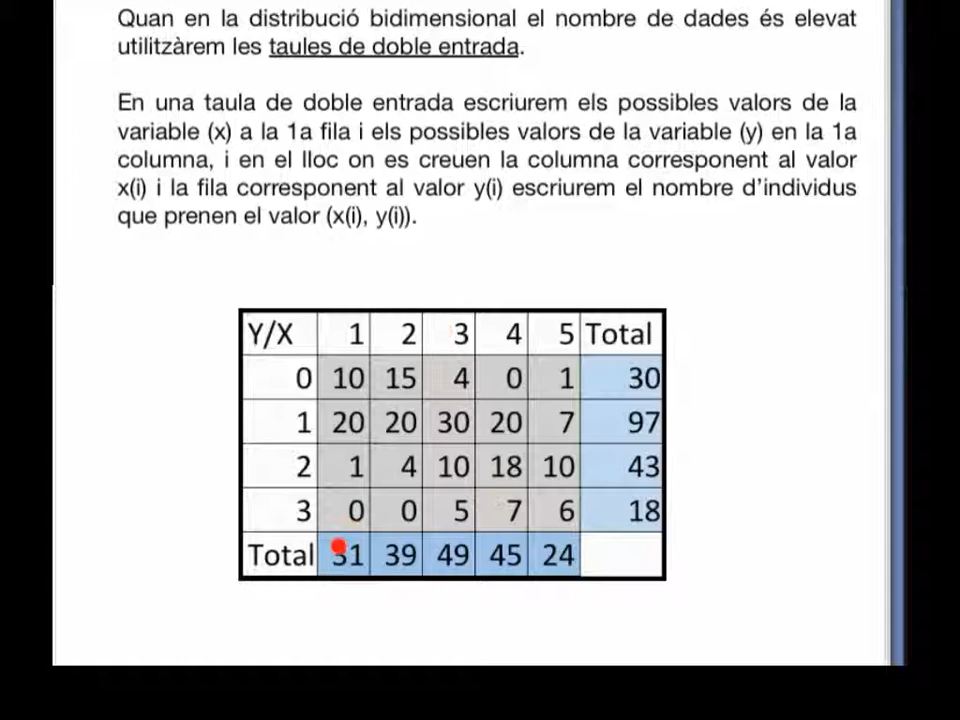 Quan en la distribució bidimensional el nombre de dades és elevat
utilitzàrem les taules de doble entrada.
En una taula de doble entrada escriurem els possibles valors de la
variable (x) a la 1a fila i els possibles valors de la variable (y) en la 1a
columna, i en el lloc on es creuen la columna corresponent al valor
x(i) i la fila corresponent al valor y(i) escriurem el nombre d’individus
que prenen el valor (x(i), y(i)).
Y/X 1 2 3 4 5 Total
0 10 15 4 0 1 30
1 20 20 30 20 7 97
2 1 4 10 18 10 43
3 0 0 5 7 6 18
Total 31 39 49 45 24